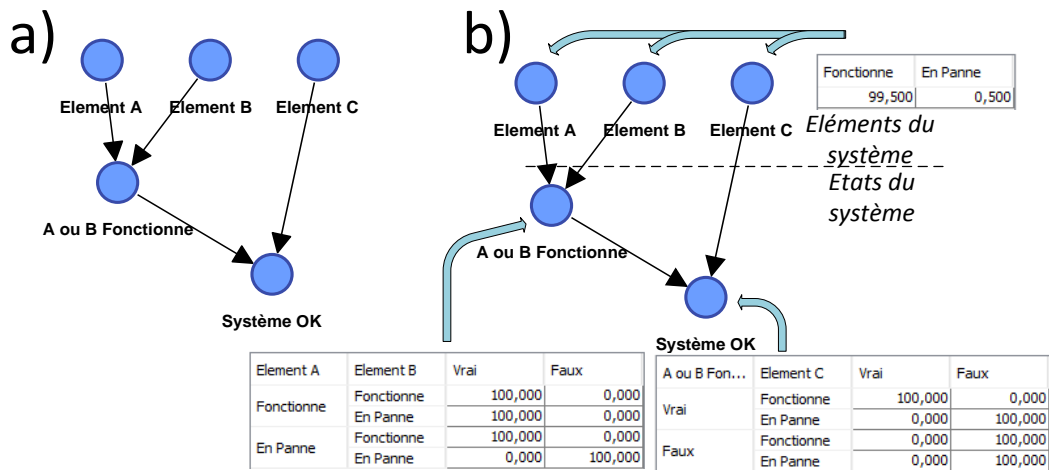 a)
Element A Element B Element C
A ou B Fonctionne
Système OK
b)
Element A Element B Element C
Fonctionne En Panne
99,500 0,500
Eléments du
système
Etats du
système
A ou B Fonctionne
Système OK
Element A Element B Vrai Faux
Fonctionne Fonctionne 100,000 0,000
En Panne 100,000 0,000
En Panne Fonctionne 100,000 0,000
En Panne 0,000 100,000
A ou B Fon... Element C Vrai Faux
Vrai Fonctionne 100,000 0,000
En Panne 0,000 100,000
Faux Fonctionne 0,000 100,000
En Panne 0,000 100,000